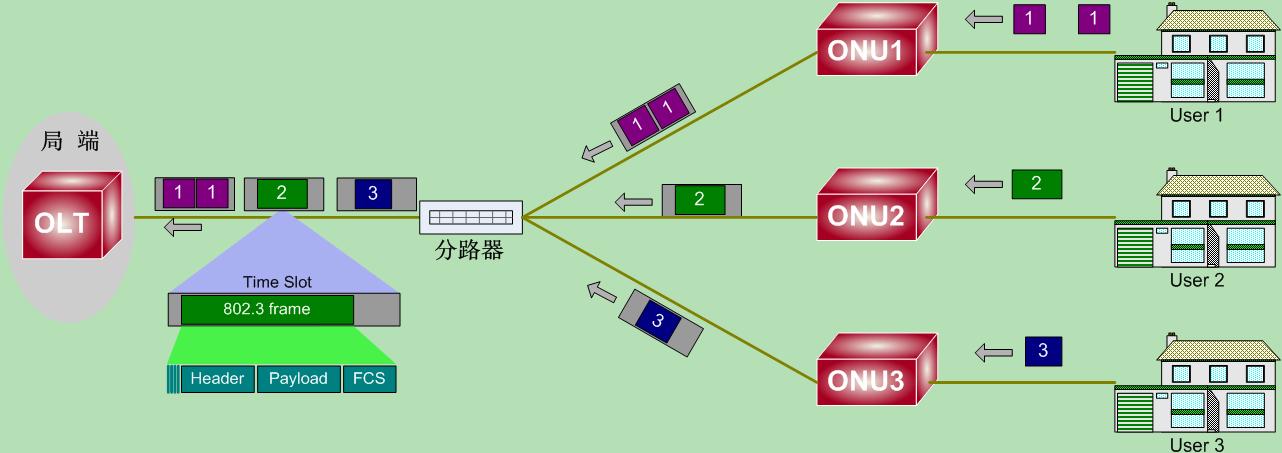 1 1
ONU1
User 1
1 1
局 端
OLT
1 1 2 3
分路器
2
ONU2
2
User 2
Time Slot
802.3 frame
Header Payload FCS
3
ONU3
3
User 3